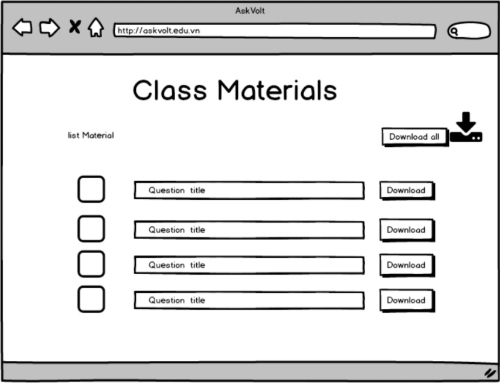 AskVolt
http://askvolt.edu.vn
Class Materials
list Material
Download all
Question title
Download
Question title
Download
Question title
Download
Question title
Download